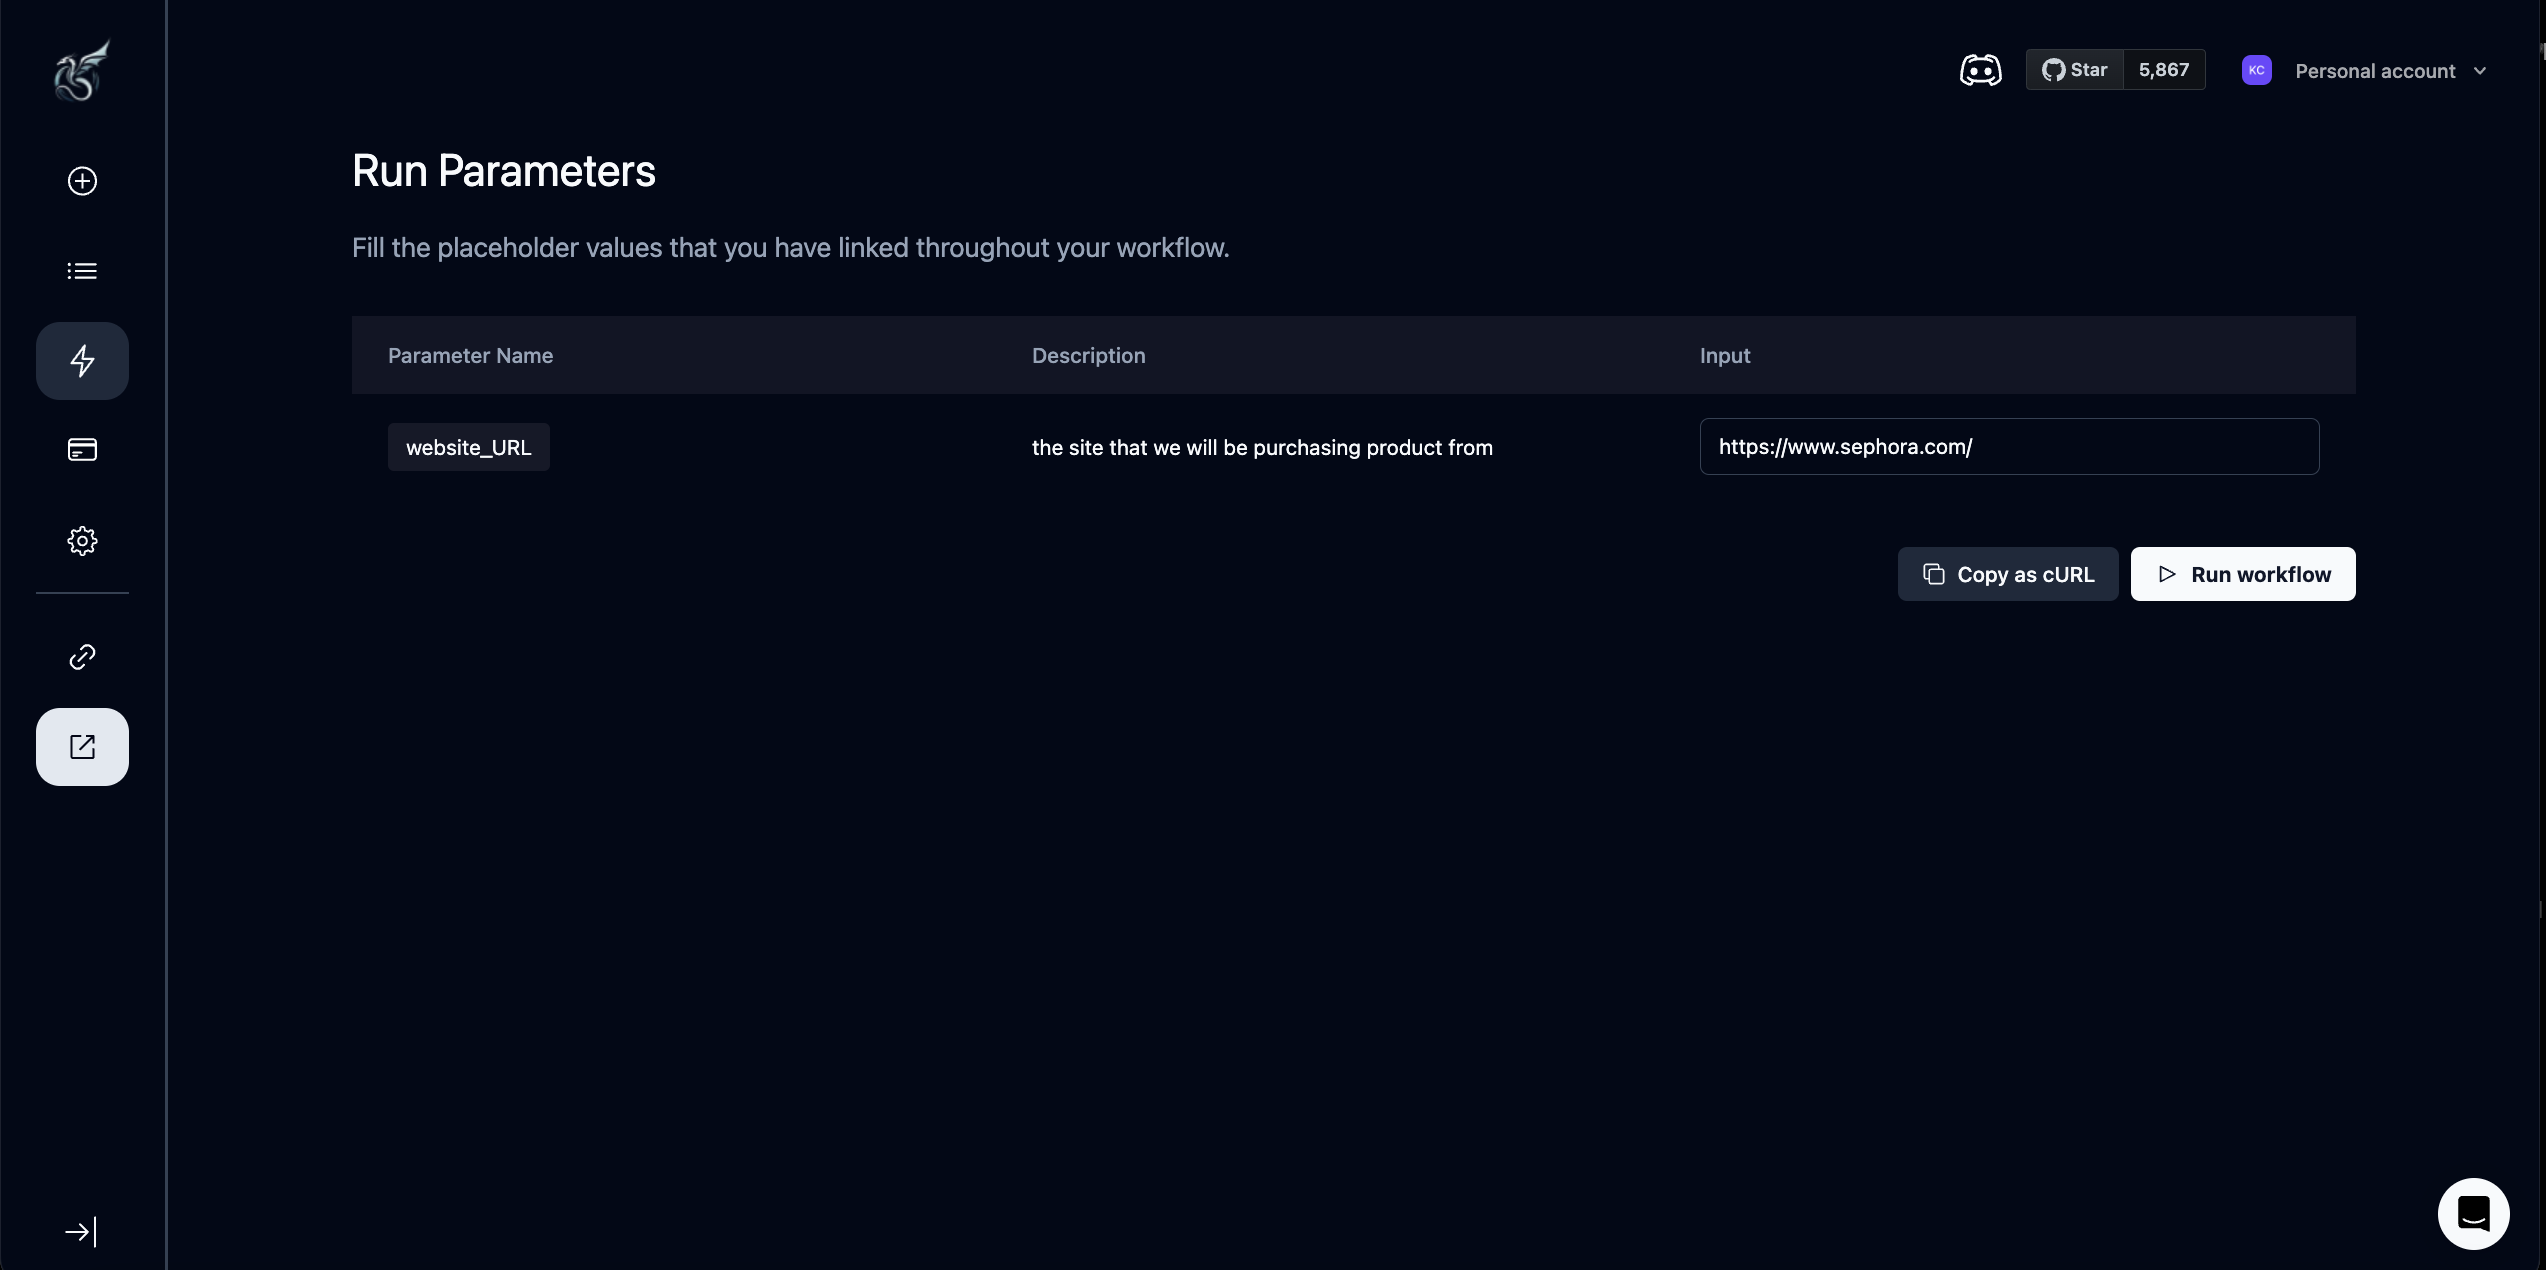 Star 5,867
KC Personal account
Run Parameters
Fill the placeholder values that you have linked throughout your workflow.
Parameter Name Description Input
website_URL the site that we will be purchasing product from https://www.sephora.com/
Copy as cURL Run workflow